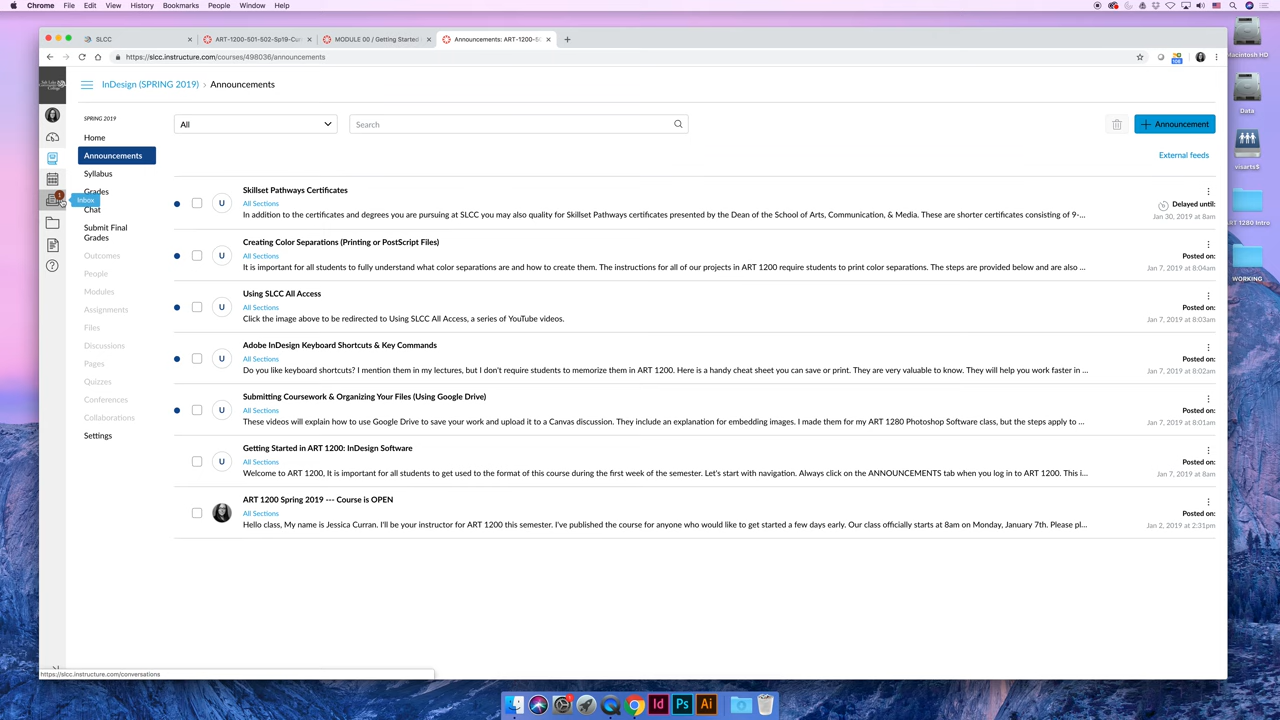 Chrome File Edit View History Bookmarks People Window Help
SLCC
ART-1200-501-502-Sp19-Cur
MODULE 00 / Getting Started
Announcements: ART-1200-50
https://slcc.instructure.com/courses/498036/announcements
106
Macintosh HD
Data
visarts5
ART 1280 Intro
WORKING
InDesign (SPRING 2019) › Announcements
SPRING 2019
Home
Announcements
Syllabus
Grades
Chat
Submit Final
Grades
Outcomes
People
Modules
Assignments
Files
Discussions
Pages
Quizzes
Conferences
Collaborations
Settings
1
Inbox
All
Search
+ Announcement
External feeds
Skillset Pathways Certificates
U
All Sections
Delayed until:
In addition to the certificates and degrees you are pursuing at SLCC you may also quality for Skillset Pathways certificates presented by the Dean of the School of Arts, Communication, & Media. These are shorter certificates consisting of 9-...
Jan 30, 2019 at 8am
Creating Color Separations (Printing or PostScript Files)
U
All Sections
Posted on:
It is important for all students to fully understand what color separations are and how to create them. The instructions for all of our projects in ART 1200 require students to print color separations. The steps are provided below and are also ...
Jan 7, 2019 at 8:04am
Using SLCC All Access
U
All Sections
Posted on:
Click the image above to be redirected to Using SLCC All Access, a series of YouTube videos.
Jan 7, 2019 at 8:03am
Adobe InDesign Keyboard Shortcuts & Key Commands
U
All Sections
Posted on:
Do you like keyboard shortcuts? I mention them in my lectures, but I don't require students to memorize them in ART 1200. Here is a handy cheat sheet you can save or print. They are very valuable to know. They will help you work faster in ...
Jan 7, 2019 at 8:02am
Submitting Coursework & Organizing Your Files (Using Google Drive)
U
All Sections
Posted on:
These videos will explain how to use Google Drive to save your work and upload it to a Canvas discussion. They include an explanation for embedding images. I made them for my ART 1280 Photoshop Software class, but the steps apply to ...
Jan 7, 2019 at 8:01am
Getting Started in ART 1200: InDesign Software
U
All Sections
Posted on:
Welcome to ART 1200, It is important for all students to get used to the format of this course during the first week of the semester. Let's start with navigation. Always click on the ANNOUNCEMENTS tab when you log in to ART 1200. This i...
Jan 7, 2019 at 8am
ART 1200 Spring 2019 --- Course is OPEN
All Sections
Posted on:
Hello class, My name is Jessica Curran. I'll be your instructor for ART 1200 this semester. I've published the course for anyone who would like to get started a few days early. Our class officially starts at 8am on Monday, January 7th. Please pl...
Jan 2, 2019 at 2:31pm
https://slcc.instructure.com/conversations
Id Ps Ai